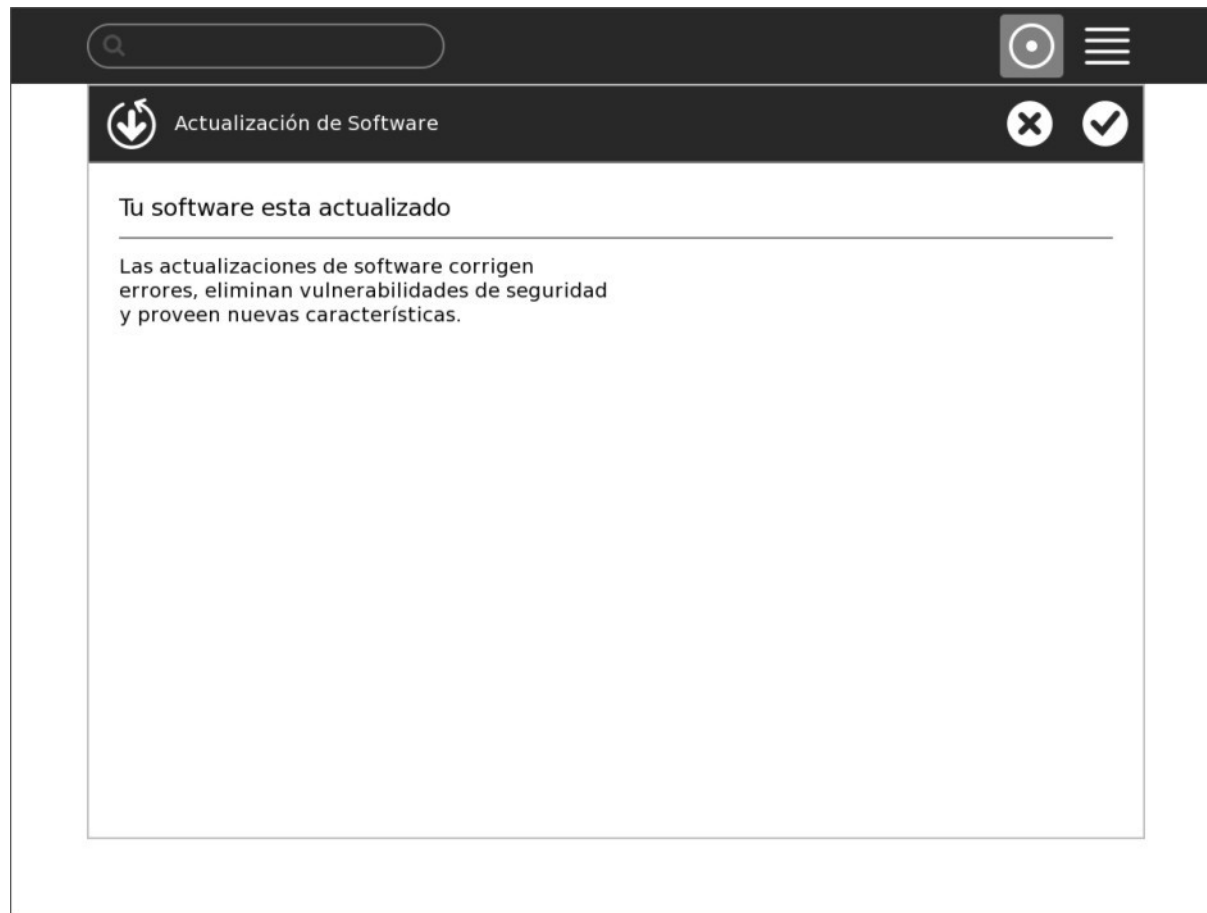 Actualización de Software
Tu software esta actualizado
Las actualizaciones de software corrigen
errores, eliminan vulnerabilidades de seguridad
y proveen nuevas características.